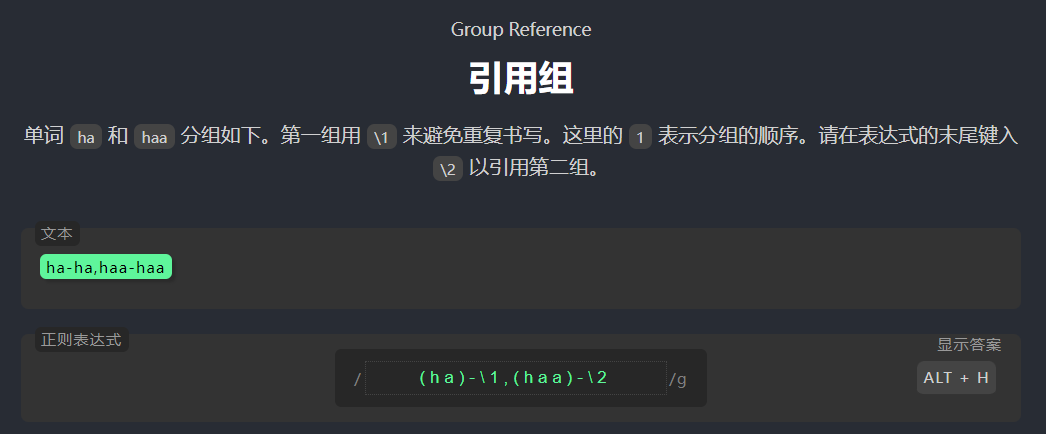 Group Reference
引用组
单词 ha 和 haa 分组如下。第一组用 \1 来避免重复书写。这里的 1 表示分组的顺序。请在表达式的末尾键入
\2 以引用第二组。
文本
ha-ha,haa-haa
正则表达式
显示答案
/ (ha)-\1,(haa)-\2 /g
ALT + H